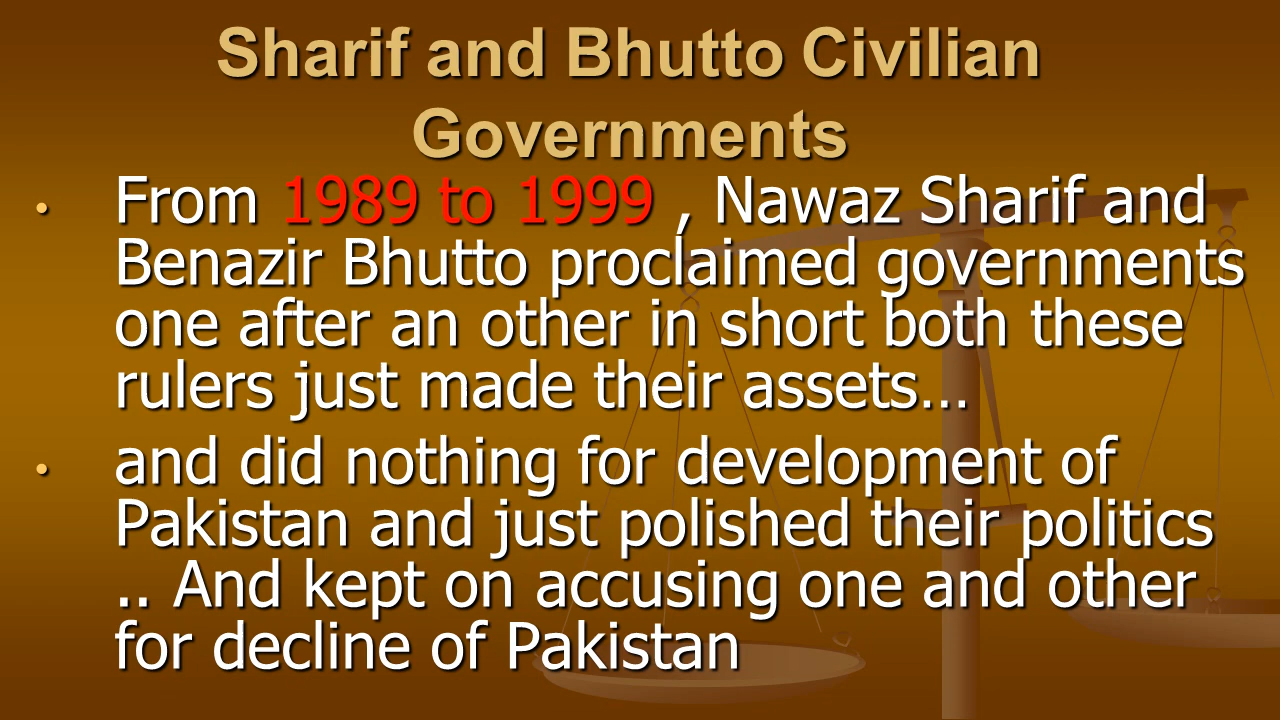 Sharif and Bhutto Civilian
Governments
• From 1989 to 1999 , Nawaz Sharif and
Benazir Bhutto proclaimed governments
one after an other in short both these
rulers just made their assets…
• and did nothing for development of
Pakistan and just polished their politics
.. And kept on accusing one and other
for decline of Pakistan